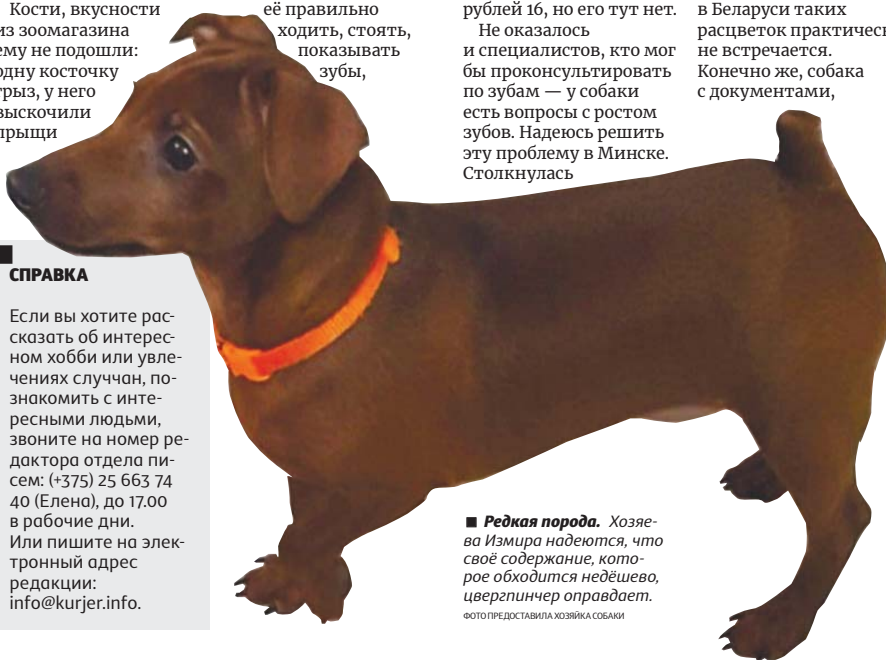 Кости, вкусности
из зоомагазина
ему не подошли:
одну косточку
грыз, у него
выскочили
прыщи
её правильно
ходить, стоять,
показывать
зубы,
рублей 16, но его тут нет.
Не оказалось
и специалистов, кто мог
бы проконсультировать
по зубам — у собаки
есть вопросы с ростом
зубов. Надеюсь решить
эту проблему в Минске.
Столкнулась
в Беларуси таких
расцветок практичес
не встречается.
Конечно же, собака
с документами,
СПРАВКА
Если вы хотите рас-
сказать об интерес-
ном хобби или увле-
чениях случчан, по-
знакомить с инте-
ресными людьми,
звоните на номер ре-
дактора отдела пи-
сем: (+375) 25 663 74
40 (Елена), до 17.00
в рабочие дни.
Или пишите на элек-
тронный адрес
редакции:
info@kurjer.info.
■ Редкая порода. Хозяе-
ва Измира надеются, что
своё содержание, кото-
рое обходится недёшево,
цвергпинчер оправдает.
ФОТО ПРЕДОСТАВИЛА ХОЗЯЙКА СОБАКИ